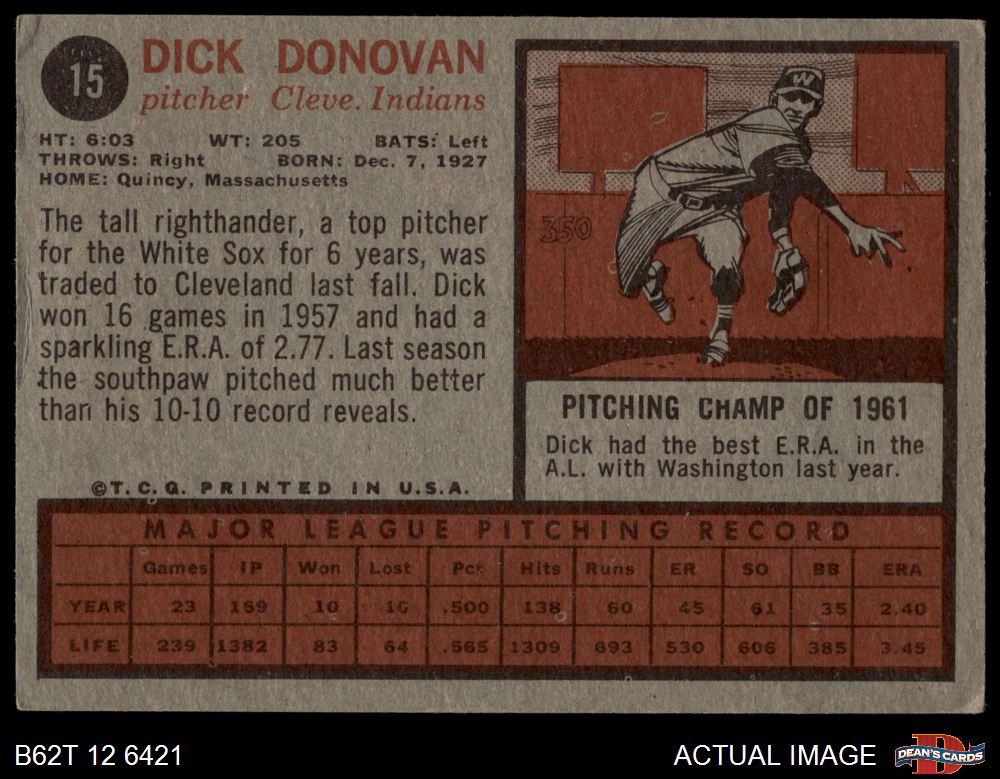 15
DICK DONOVAN
pitcher Cleve. Indians
HT: 6:03 WT: 205 BATS: Left
THROWS: Right BORN: Dec. 7, 1927
HOME: Quincy, Massachusetts
The tall righthander, a top pitcher
for the White Sox for 6 years, was
traded to Cleveland last fall. Dick
won 16 games in 1957 and had a
sparkling E.R.A. of 2.77. Last season
the southpaw pitched much better
than his 10-10 record reveals.
©T.C.G. PRINTED IN U.S.A.
W
350
PITCHING CHAMP OF 1961
Dick had the best E.R.A. in the
A.L. with Washington last year.
MAJOR LEAGUE PITCHING RECORD
Games IP Won Lost Pct Hits Runs ER SO BB ERA
YEAR 23 169 10 10 .500 138 60 45 61 35 2.40
LIFE 239 1382 83 64 .565 1309 693 530 606 385 3.45
B62T 12 6421
ACTUAL IMAGE
DEAN'S CARDS